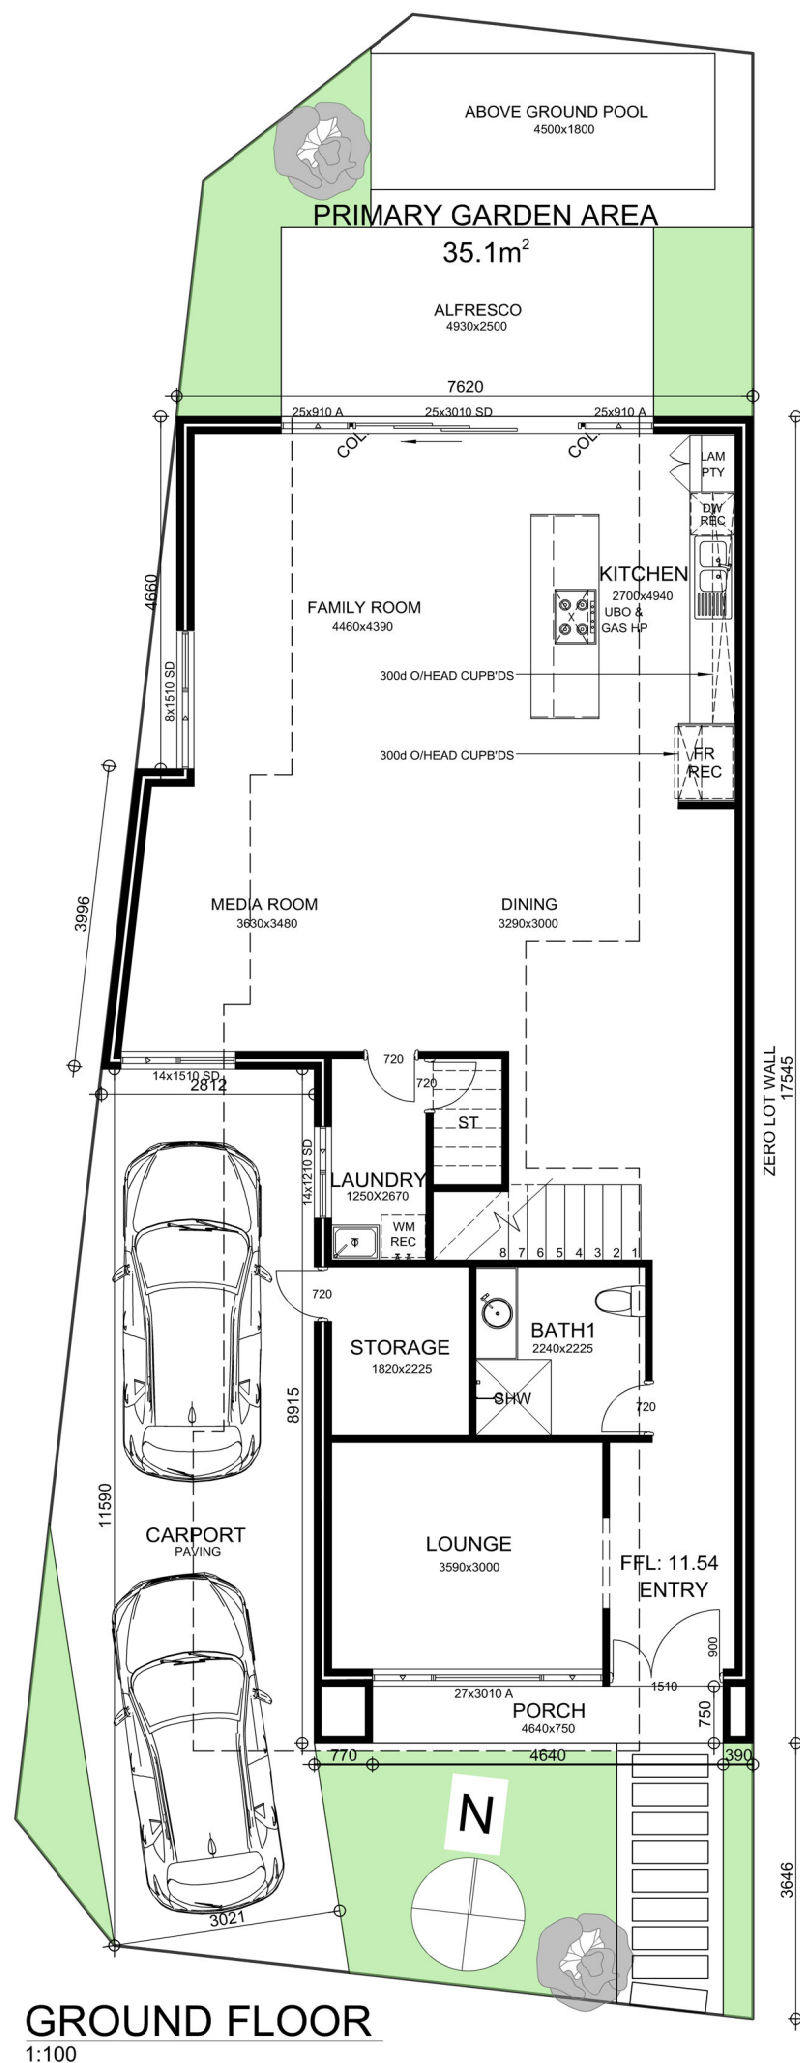 ABOVE GROUND POOL
4500x1800
PRIMARY GARDEN AREA
35.1m²
ALFRESCO
4930x2500
7620
25x910 A
25x3010 SD
25x910 A
COL.
COL.
LAM
PTY
DW
REC
KITCHEN
2700x4940
UBO &
GAS HP
X
FAMILY ROOM
4460x4390
4660
8x1510 SD
300d O/HEAD CUPB'DS
300d O/HEAD CUPB'DS
FR
REC
3996
MEDIA ROOM
3630x3480
DINING
3290x3000
ZERO LOT WALL
17545
14x1510 SD
2812
720
720
ST
14x1210 SD
LAUNDRY
1250X2670
WM
REC
8 7 6 5 4 3 2 1
720
STORAGE
1820x2225
BATH1
2240x2225
SHW
720
8915
11590
CARPORT
PAVING
LOUNGE
3590x3000
FFL: 11.54
ENTRY
900
1510
27x3010 A
PORCH
4640x750
750
770
4640
390
N
3646
3021
GROUND FLOOR
1:100